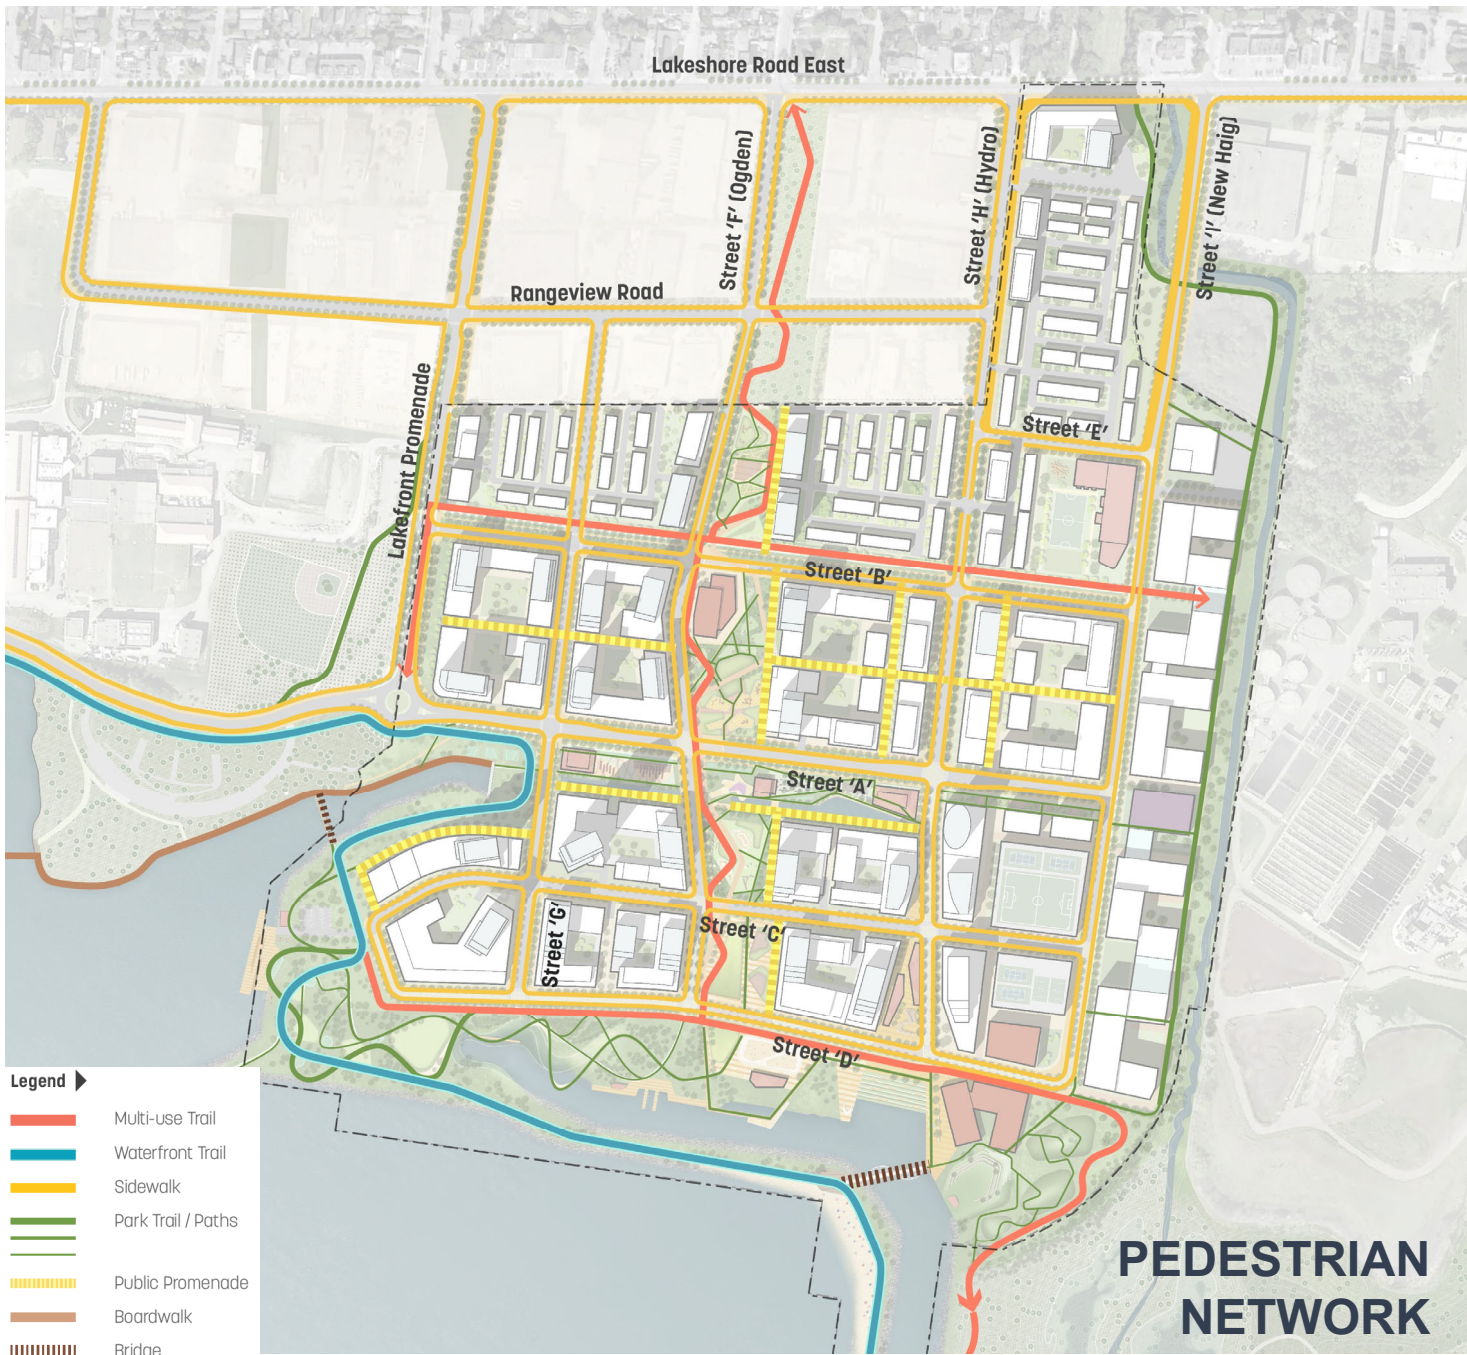 Lakeshore Road East
Street 'F' (Ogden)
Street 'H' (Hydro)
Street 'I' (New Haig)
Rangeview Road
Lakefront Promenade
Street 'E'
Street 'B'
Street 'A'
Street 'G'
Street 'C'
Street 'D'
Legend
Multi-use Trail
Waterfront Trail
Sidewalk
Park Trail / Paths
Public Promenade
Boardwalk
Bridge
PEDESTRIAN
NETWORK